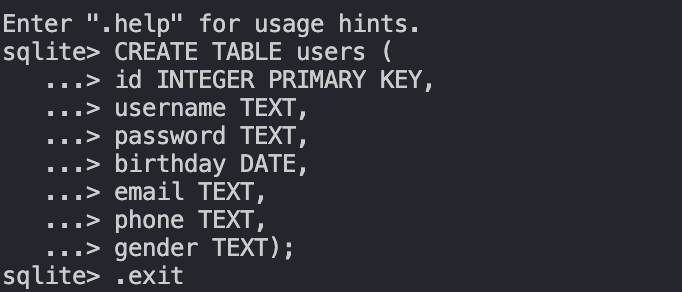 Enter ".help" for usage hints.
sqlite> CREATE TABLE users (
   ...> id INTEGER PRIMARY KEY,
   ...> username TEXT,
   ...> password TEXT,
   ...> birthday DATE,
   ...> email TEXT,
   ...> phone TEXT,
   ...> gender TEXT);
sqlite> .exit